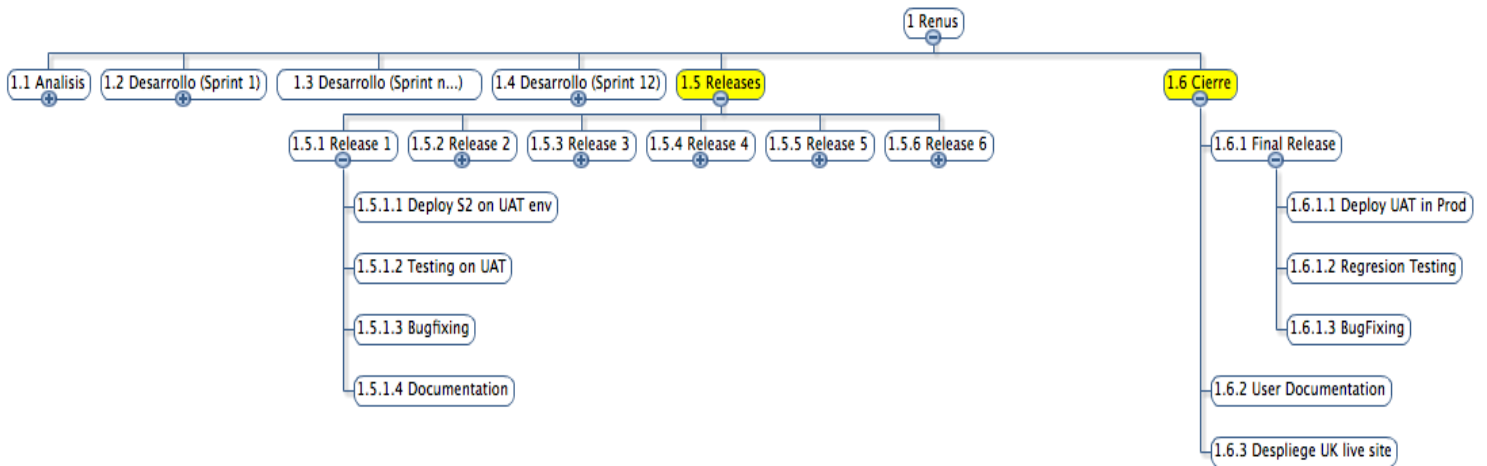 1 Renus
1.1 Analisis
1.2 Desarrollo (Sprint 1)
1.3 Desarrollo (Sprint n...)
1.4 Desarrollo (Sprint 12)
1.5 Releases
1.6 Cierre
1.5.1 Release 1
1.5.2 Release 2
1.5.3 Release 3
1.5.4 Release 4
1.5.5 Release 5
1.5.6 Release 6
1.6.1 Final Release
1.5.1.1 Deploy S2 on UAT env
1.6.1.1 Deploy UAT in Prod
1.5.1.2 Testing on UAT
1.6.1.2 Regresion Testing
1.5.1.3 Bugfixing
1.6.1.3 BugFixing
1.5.1.4 Documentation
1.6.2 User Documentation
1.6.3 Despliege UK live site